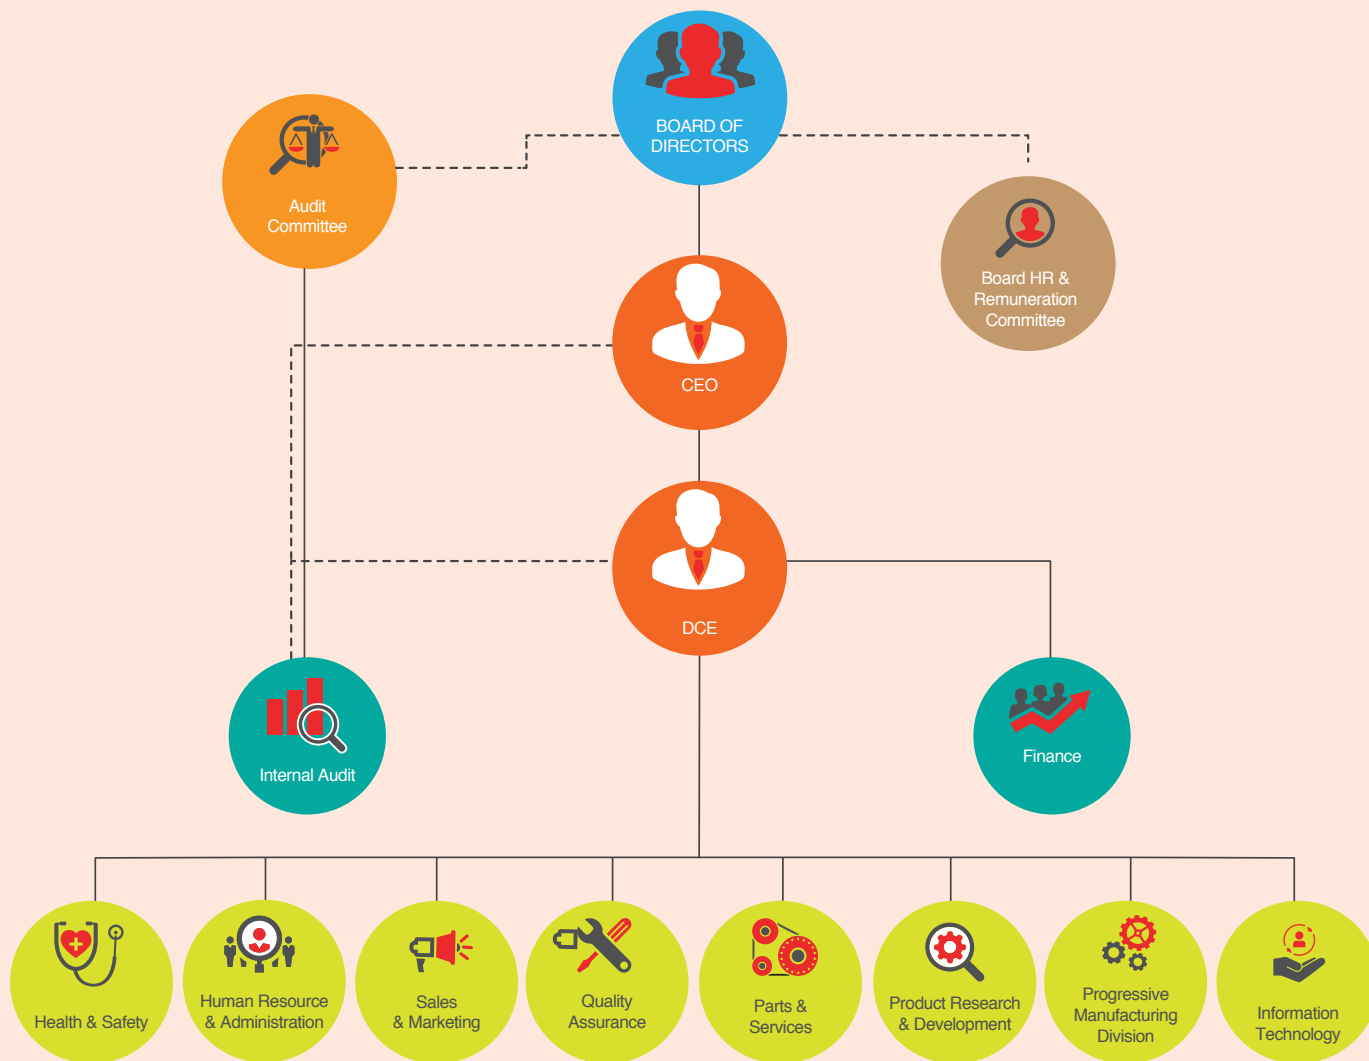 BOARD OF
DIRECTORS
Audit
Committee
Board HR &
Remuneration
Committee
CEO
DCE
Internal Audit
Finance
Health & Safety
Human Resource
& Administration
Sales
& Marketing
Quality
Assurance
Parts &
Services
Product Research
& Development
Progressive
Manufacturing
Division
Information
Technology